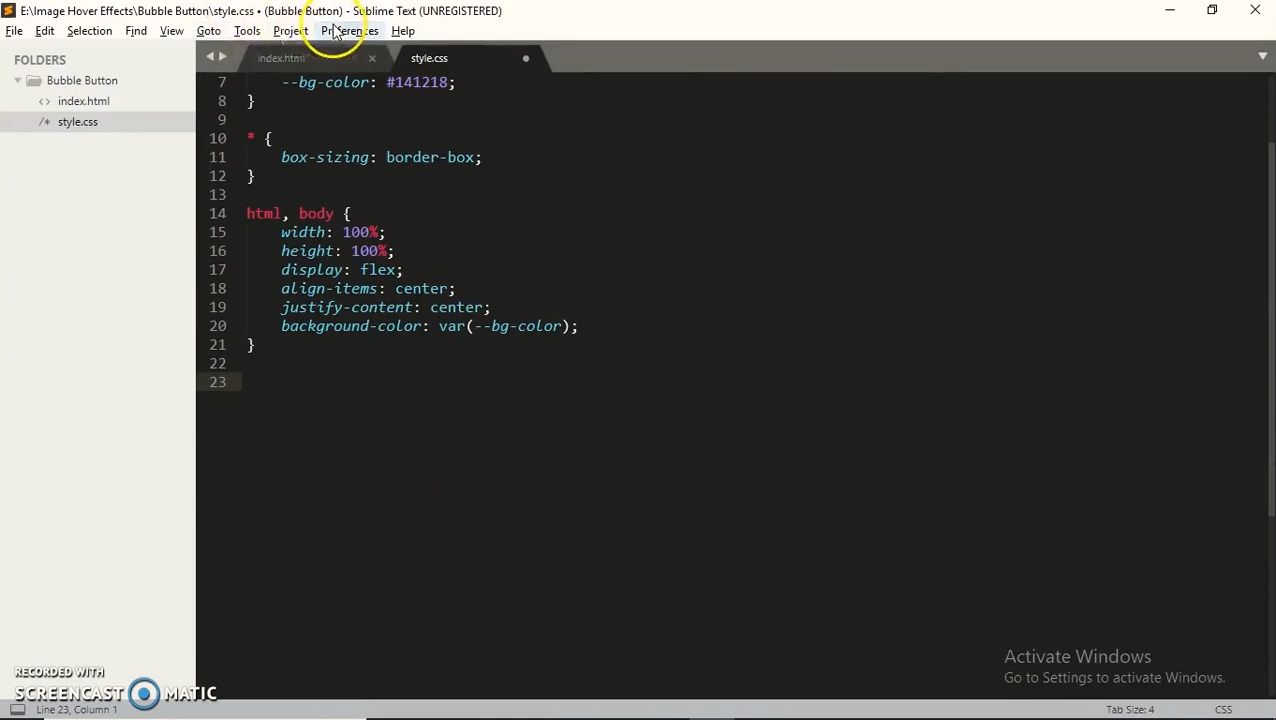 E:\Image Hover Effects\Bubble Button\style.css • (Bubble Button) - Sublime Text (UNREGISTERED)
File Edit Selection Find View Goto Tools Project Preferences Help
FOLDERS
Bubble Button
<> index.html
/* style.css
index.html
style.css
7 --bg-color: #141218;
8 }
9
10 * {
11 box-sizing: border-box;
12 }
13
14 html, body {
15 width: 100%;
16 height: 100%;
17 display: flex;
18 align-items: center;
19 justify-content: center;
20 background-color: var(--bg-color);
21 }
22
23
Activate Windows
Go to Settings to activate Windows.
RECORDED WITH
SCREENCAST MATIC
Line 23, Column 1
Tab Size: 4
CSS